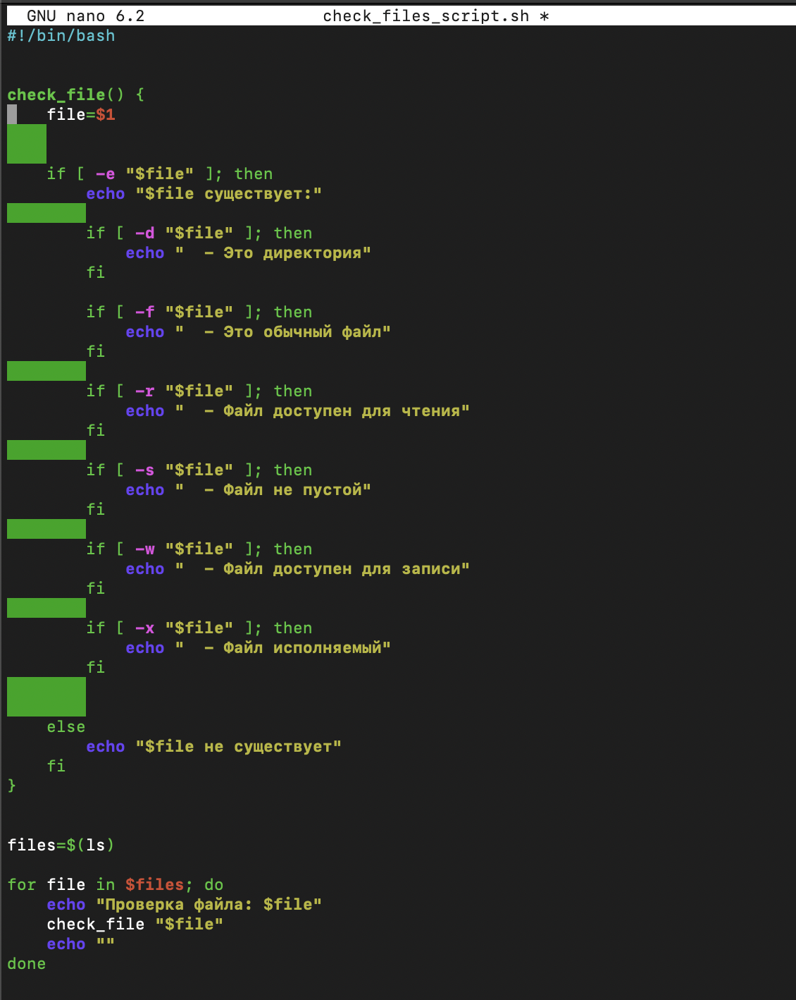 GNU nano 6.2 check_files_script.sh *
#!/bin/bash
check_file() {
file=$1
if [ -e "$file" ]; then
echo "$file существует:"
if [ -d "$file" ]; then
echo "  - Это директория"
fi
if [ -f "$file" ]; then
echo "  - Это обычный файл"
fi
if [ -r "$file" ]; then
echo "  - Файл доступен для чтения"
fi
if [ -s "$file" ]; then
echo "  - Файл не пустой"
fi
if [ -w "$file" ]; then
echo "  - Файл доступен для записи"
fi
if [ -x "$file" ]; then
echo "  - Файл исполняемый"
fi
else
echo "$file не существует"
fi
}
files=$(ls)
for file in $files; do
echo "Проверка файла: $file"
check_file "$file"
echo ""
done